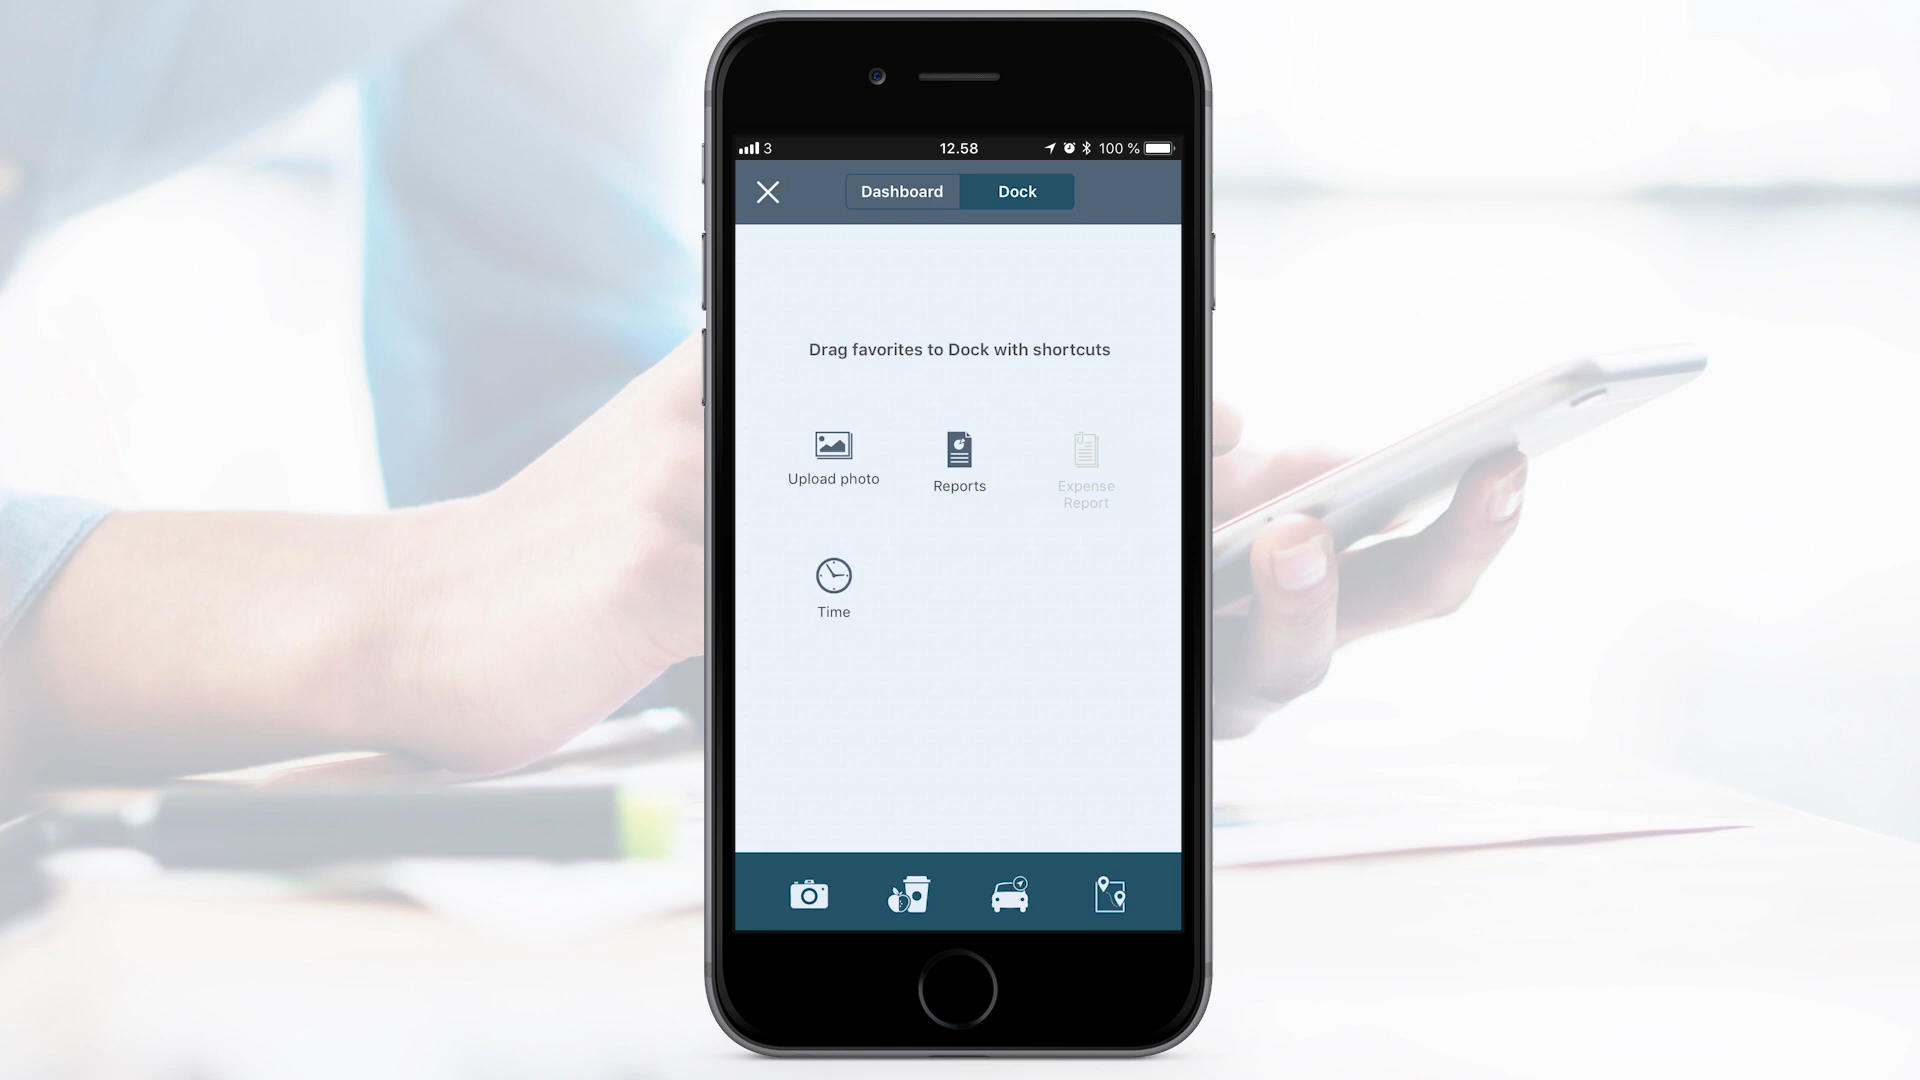 3
12.58
100 %
Dashboard
Dock
Drag favorites to Dock with shortcuts
Upload photo
Reports
Expense
Report
Time